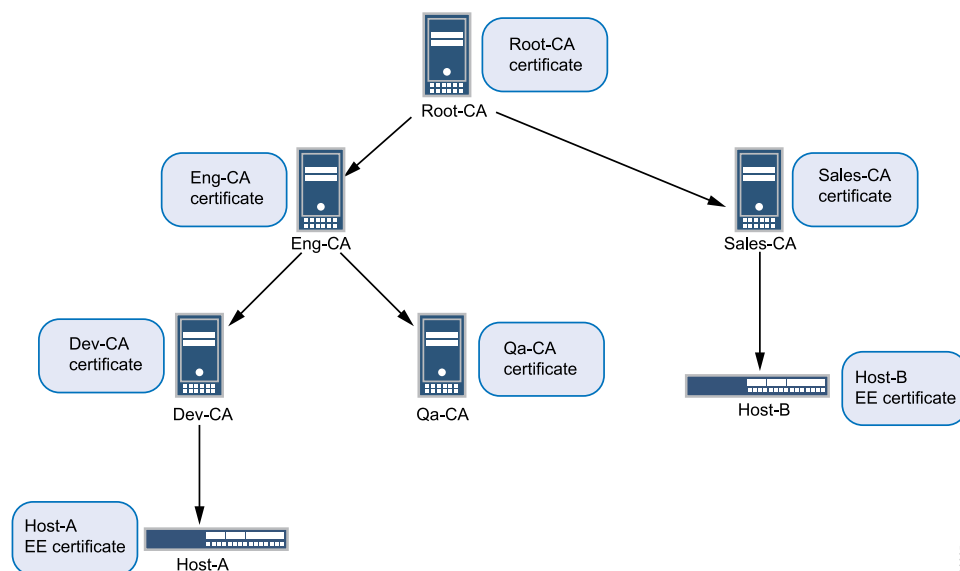 Root-CA
certificate
Root-CA
Eng-CA
certificate
Eng-CA
Sales-CA
certificate
Sales-CA
Dev-CA
certificate
Dev-CA
Qa-CA
certificate
Qa-CA
Host-B
EE certificate
Host-B
Host-A
EE certificate
Host-A